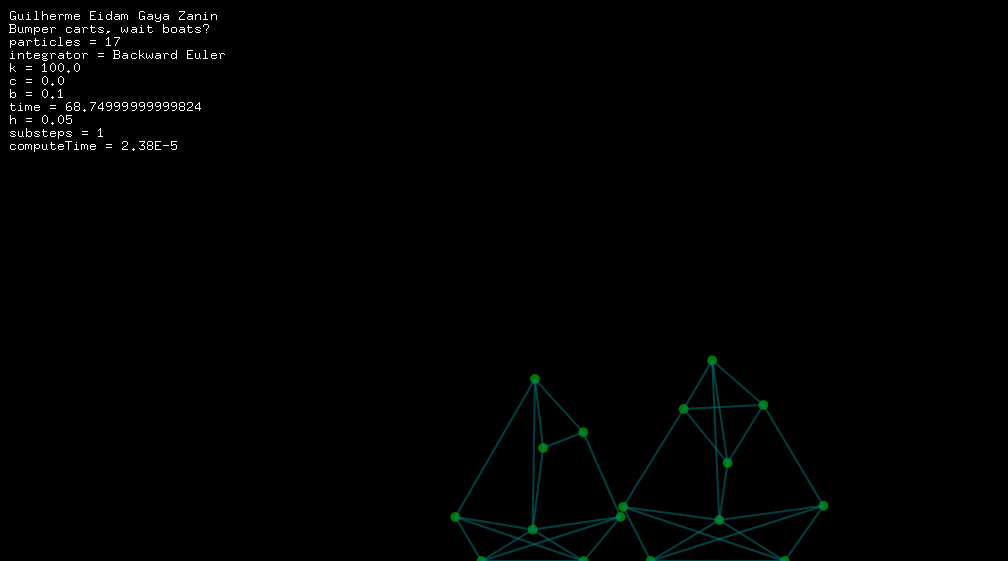 Guilherme Eidam Gaya Zanin
Bumper carts, wait boats?
particles = 17
integrator = Backward Euler
k = 100.0
c = 0.0
b = 0.1
time = 68.74999999999824
h = 0.05
substeps = 1
computeTime = 2.38E-5